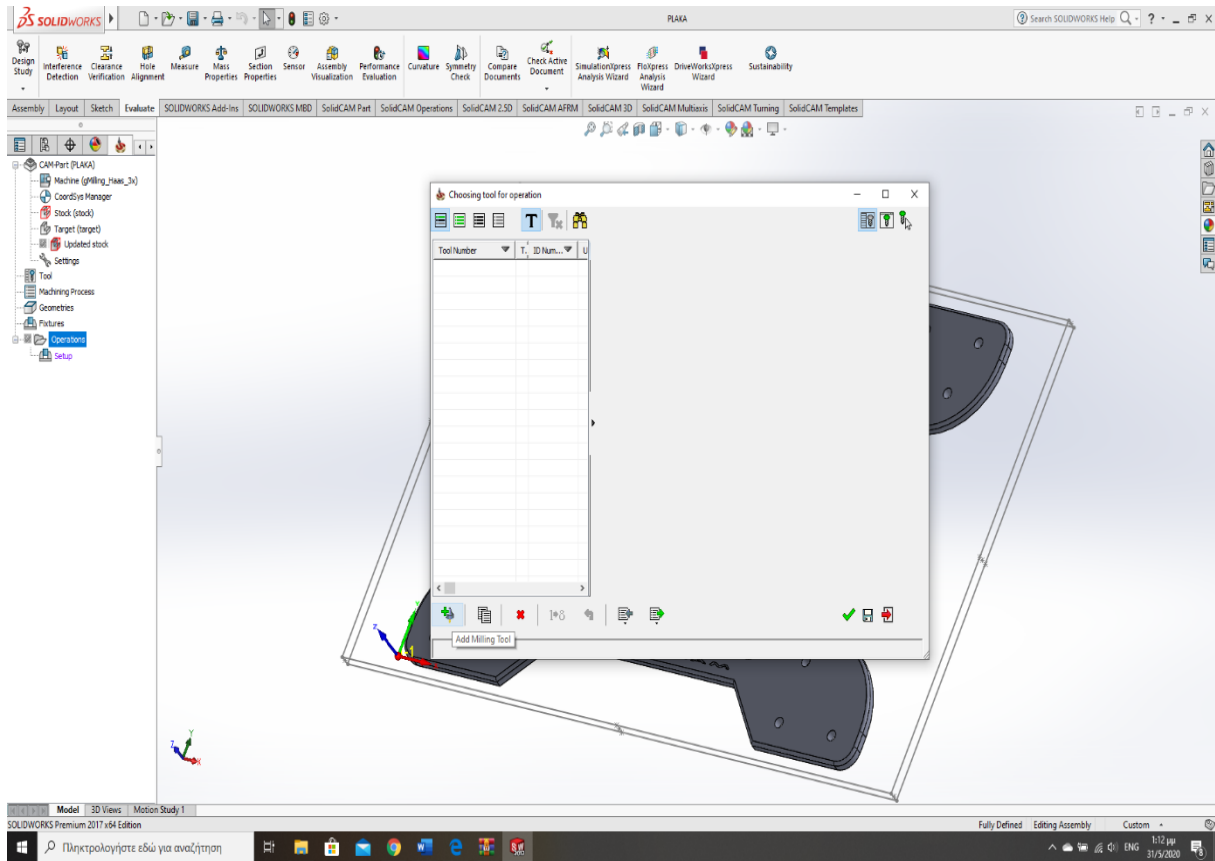 SOLIDWORKS
PLAKA
Search SOLIDWORKS Help
Design Study
Interference Detection
Clearance Verification
Hole Alignment
Measure
Mass Properties
Section Properties
Sensor
Assembly Visualization
Performance Evaluation
Curvature
Symmetry Check
Compare Documents
Check Active Document
SimulationXpress Analysis Wizard
FloXpress Analysis Wizard
DriveWorksXpress Wizard
Sustainability
Assembly Layout Sketch Evaluate SOLIDWORKS Add-Ins SOLIDWORKS MBD SolidCAM Part SolidCAM Operations SolidCAM 2.5D SolidCAM AFRM SolidCAM 3D SolidCAM Multiaxis SolidCAM Turning SolidCAM Templates
CAM-Part (PLAKA)
Machine (gMilling_Haas_3x)
CoordSys Manager
Stock (stock)
Target (target)
Updated stock
Settings
Tool
Machining Process
Geometries
Fixtures
Operations
Setup
Choosing tool for operation
Tool Number T. ID Num... U
Add Milling Tool
Z
1
Y
Z
X
Model 3D Views Motion Study 1
SOLIDWORKS Premium 2017 x64 Edition
Fully Defined Editing Assembly Custom
Πληκτρολογήστε εδώ για αναζήτηση
ENG
1:12 μμ
31/5/2020
8